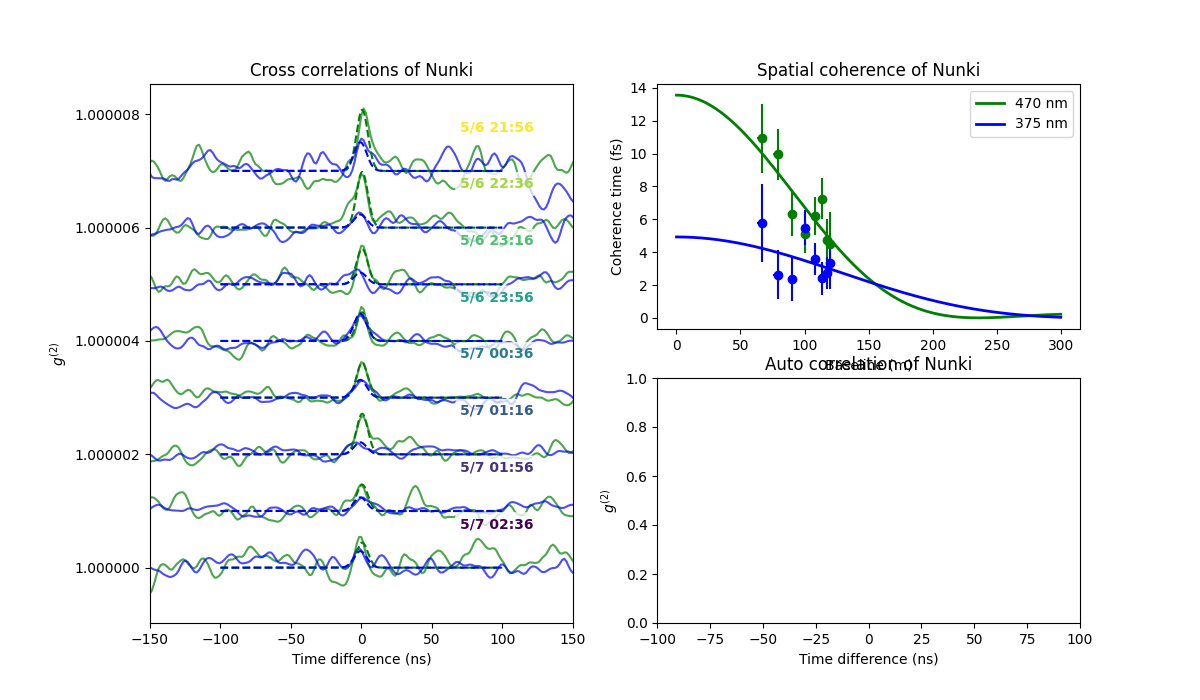 Cross correlations of Nunki
1.000008
1.000006
1.000004
1.000002
1.000000
g(2)
5/6 21:56
5/6 22:36
5/6 23:16
5/6 23:56
5/7 00:36
5/7 01:16
5/7 01:56
5/7 02:36
−150 −100 −50 0 50 100 150
Time difference (ns)
Spatial coherence of Nunki
14
12
10
8
6
4
2
0
Coherence time (fs)
470 nm
375 nm
0 50 100 150 200 250 300
Baseline (m)
Auto correlation of Nunki
1.0
0.8
0.6
0.4
0.2
0.0
g(2)
−100 −75 −50 −25 0 25 50 75 100
Time difference (ns)